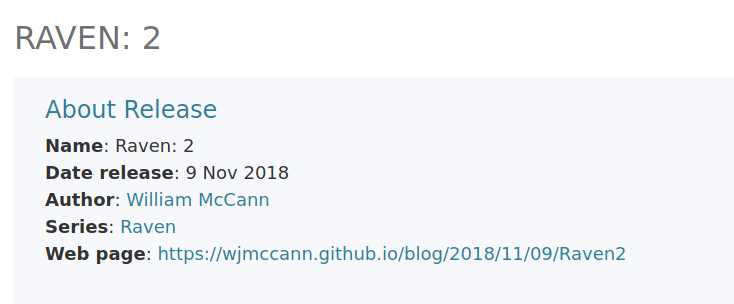 RAVEN: 2
About Release
Name: Raven: 2
Date release: 9 Nov 2018
Author: William McCann
Series: Raven
Web page: https://wjmccann.github.io/blog/2018/11/09/Raven2